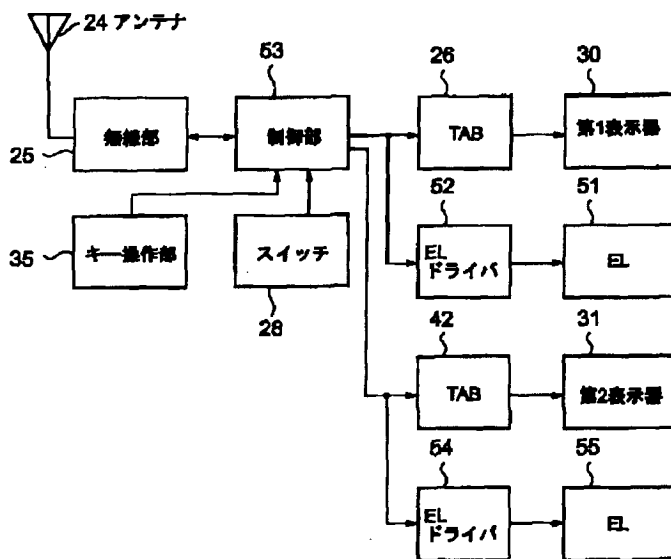 24 アンテナ
53
26
30
無線部
制御部
TAB
第1表示器
25
52
51
35
キー操作部
スイッチ
EL
ドライバ
EL
28
42
31
TAB
第2表示器
54
55
EL
ドライバ
EL